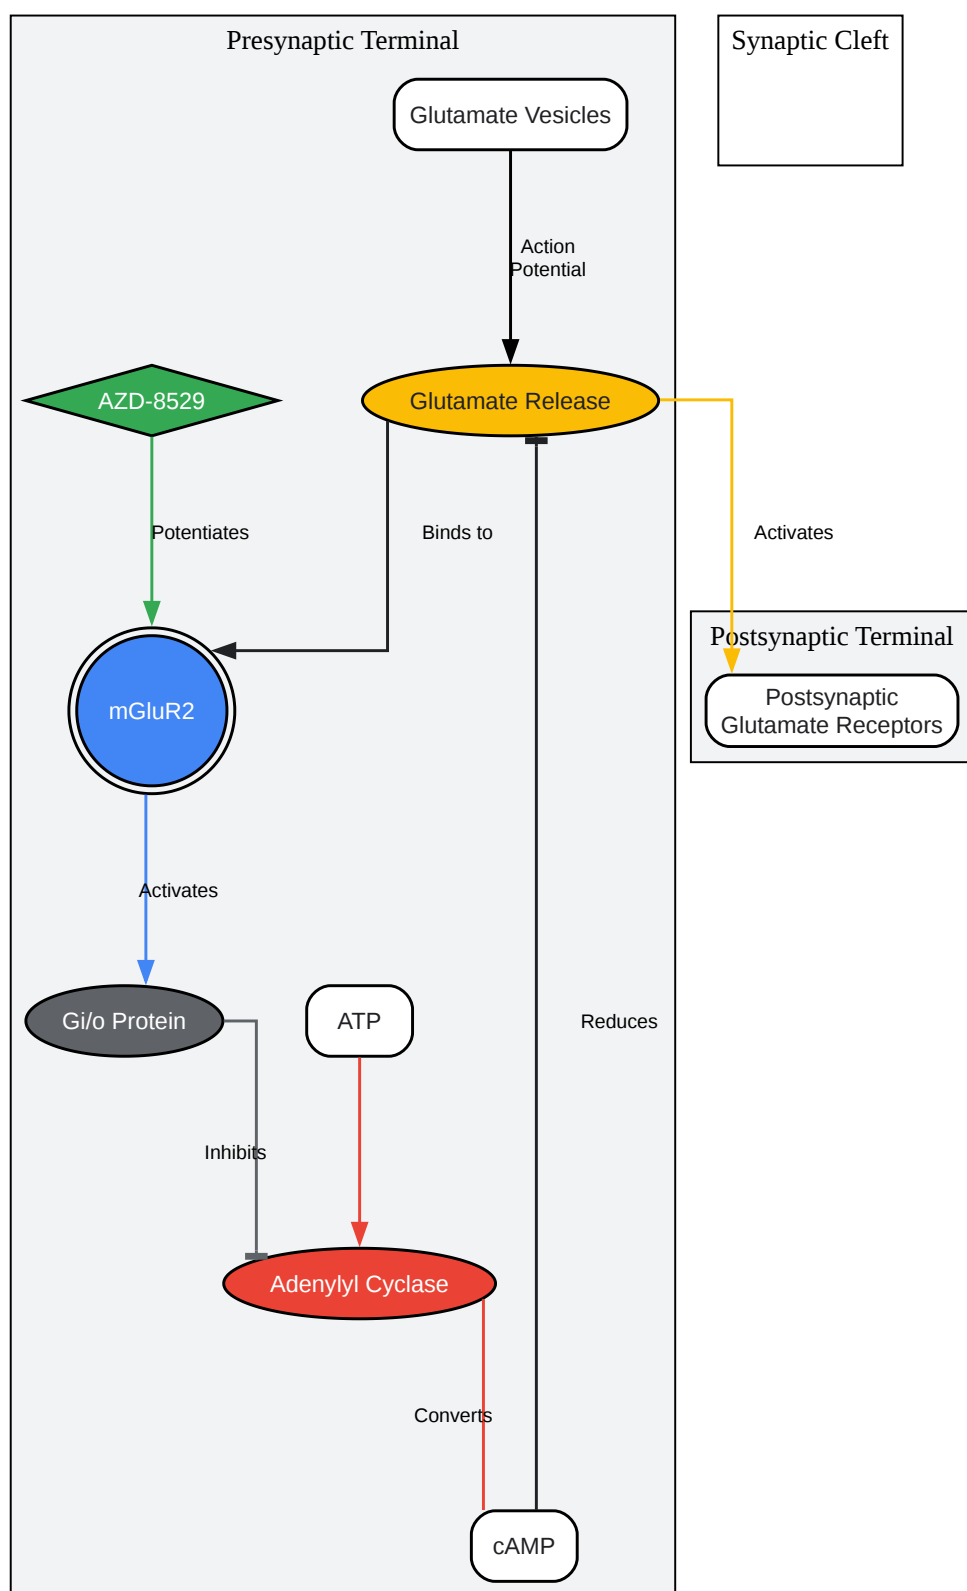 Presynaptic Terminal
Synaptic Cleft
Glutamate Vesicles
Action
Potential
AZD-8529
Glutamate Release
Potentiates
Binds to
Activates
Postsynaptic Terminal
Postsynaptic
Glutamate Receptors
mGluR2
Activates
Gi/o Protein
ATP
Reduces
Inhibits
Adenylyl Cyclase
Converts
cAMP